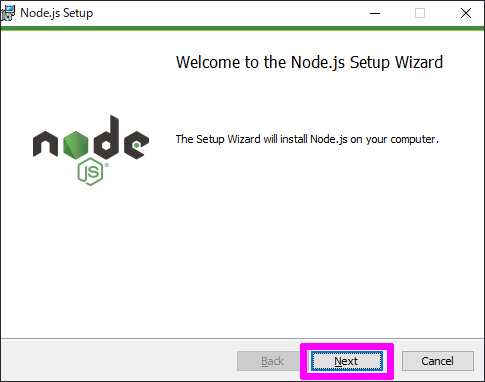 Node.js Setup
Welcome to the Node.js Setup Wizard
The Setup Wizard will install Node.js on your computer.
node
JS
Back
Next
Cancel